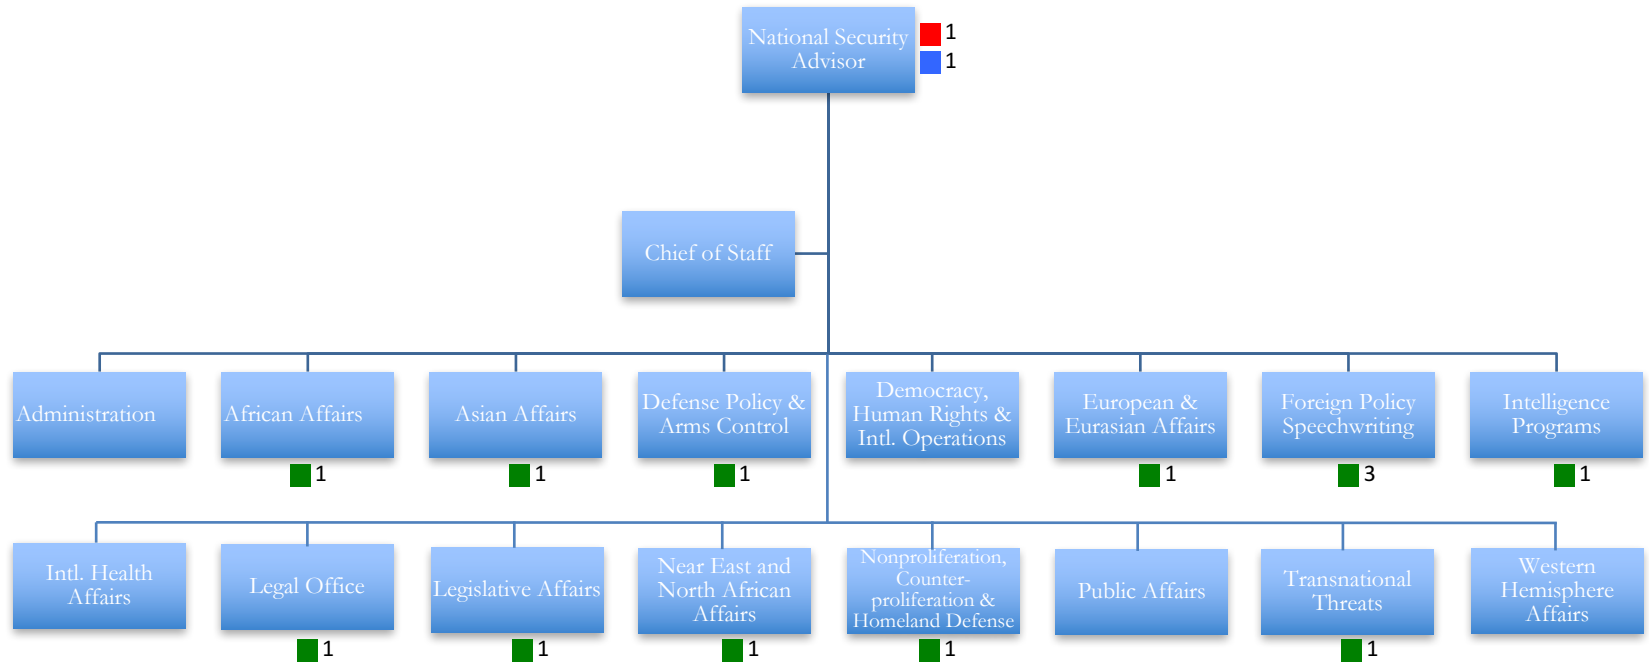 National Security
Advisor
1
1
Chief of Staff
Administration
African Affairs
Asian Affairs
Defense Policy &
Arms Control
Democracy,
Human Rights &
Intl. Operations
European &
Eurasian Affairs
Foreign Policy
Speechwriting
Intelligence
Programs
1
1
1
1
3
1
Intl. Health
Affairs
Legal Office
Legislative Affairs
Near East and
North African
Affairs
Nonproliferation,
Counter-
proliferation &
Homeland Defense
Public Affairs
Transnational
Threats
Western
Hemisphere
Affairs
1
1
1
1
1